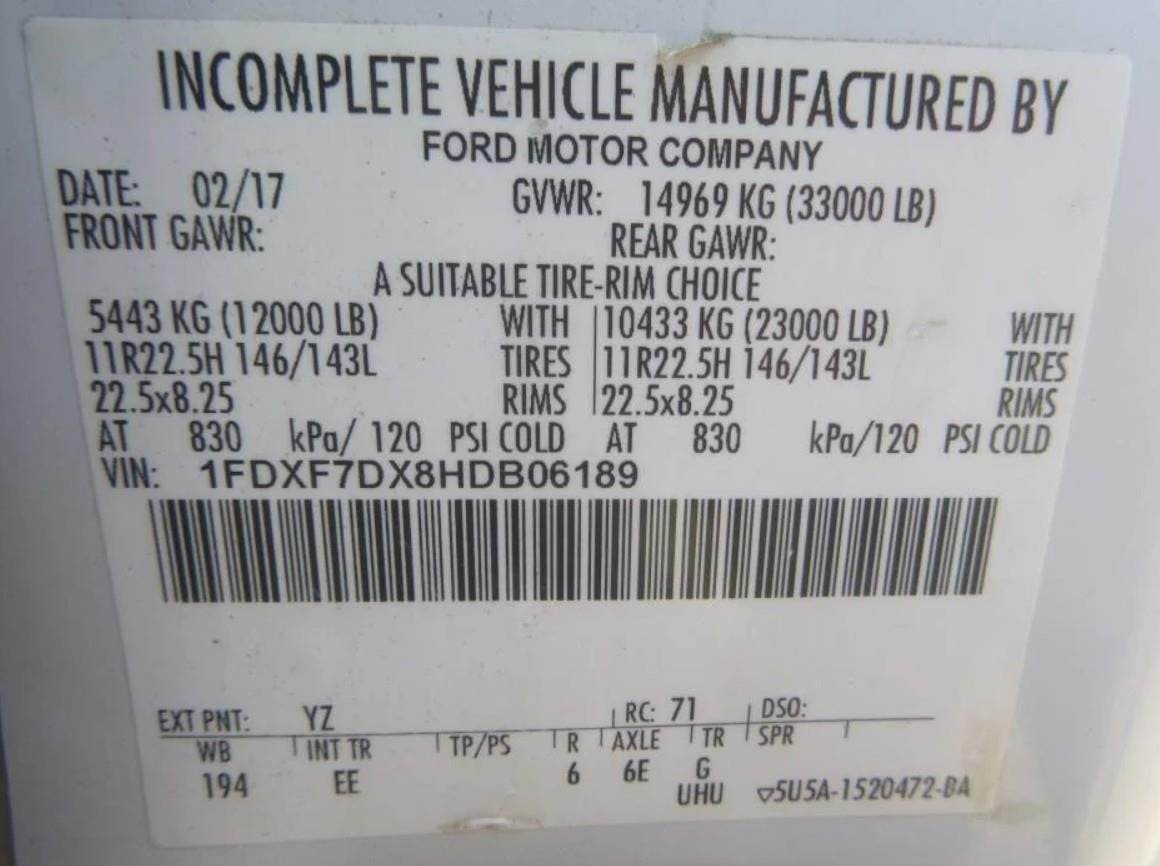 INCOMPLETE VEHICLE MANUFACTURED BY
FORD MOTOR COMPANY
DATE: 02/17 GVWR: 14969 KG (33000 LB)
FRONT GAWR: REAR GAWR:
A SUITABLE TIRE-RIM CHOICE
5443 KG (12000 LB) WITH 10433 KG (23000 LB) WITH
11R22.5H 146/143L TIRES 11R22.5H 146/143L TIRES
22.5x8.25 RIMS 22.5x8.25 RIMS
AT 830 kPa/ 120 PSI COLD AT 830 kPa/120 PSI COLD
VIN: 1FDXF7DX8HDB06189
EXT PNT: YZ RC: 71 DSO:
WB INT TR TP/PS R AXLE TR SPR
194 EE 6 6E G
UHU ▽5U5A-1520472-BA